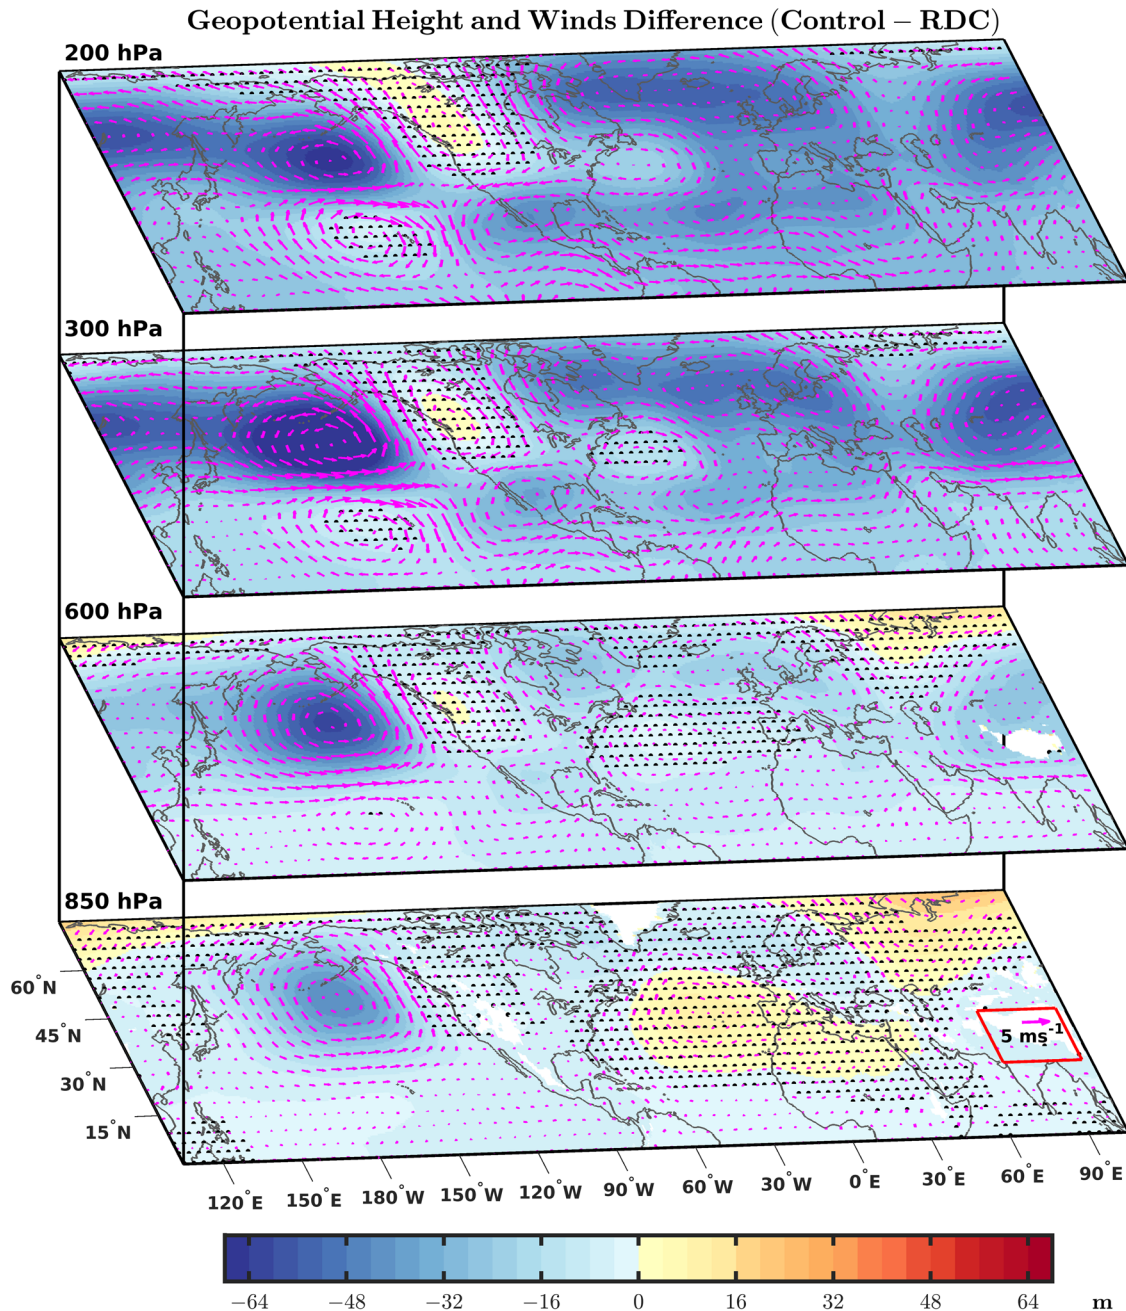 Geopotential Height and Winds Difference (Control − RDC)
200 hPa
300 hPa
600 hPa
850 hPa
60°N
45°N
30°N
15°N
5 ms⁻¹
120°E 150°E 180°W 150°W 120°W 90°W 60°W 30°W 0°E 30°E 60°E 90°E
−64 −48 −32 −16 0 16 32 48 64 m